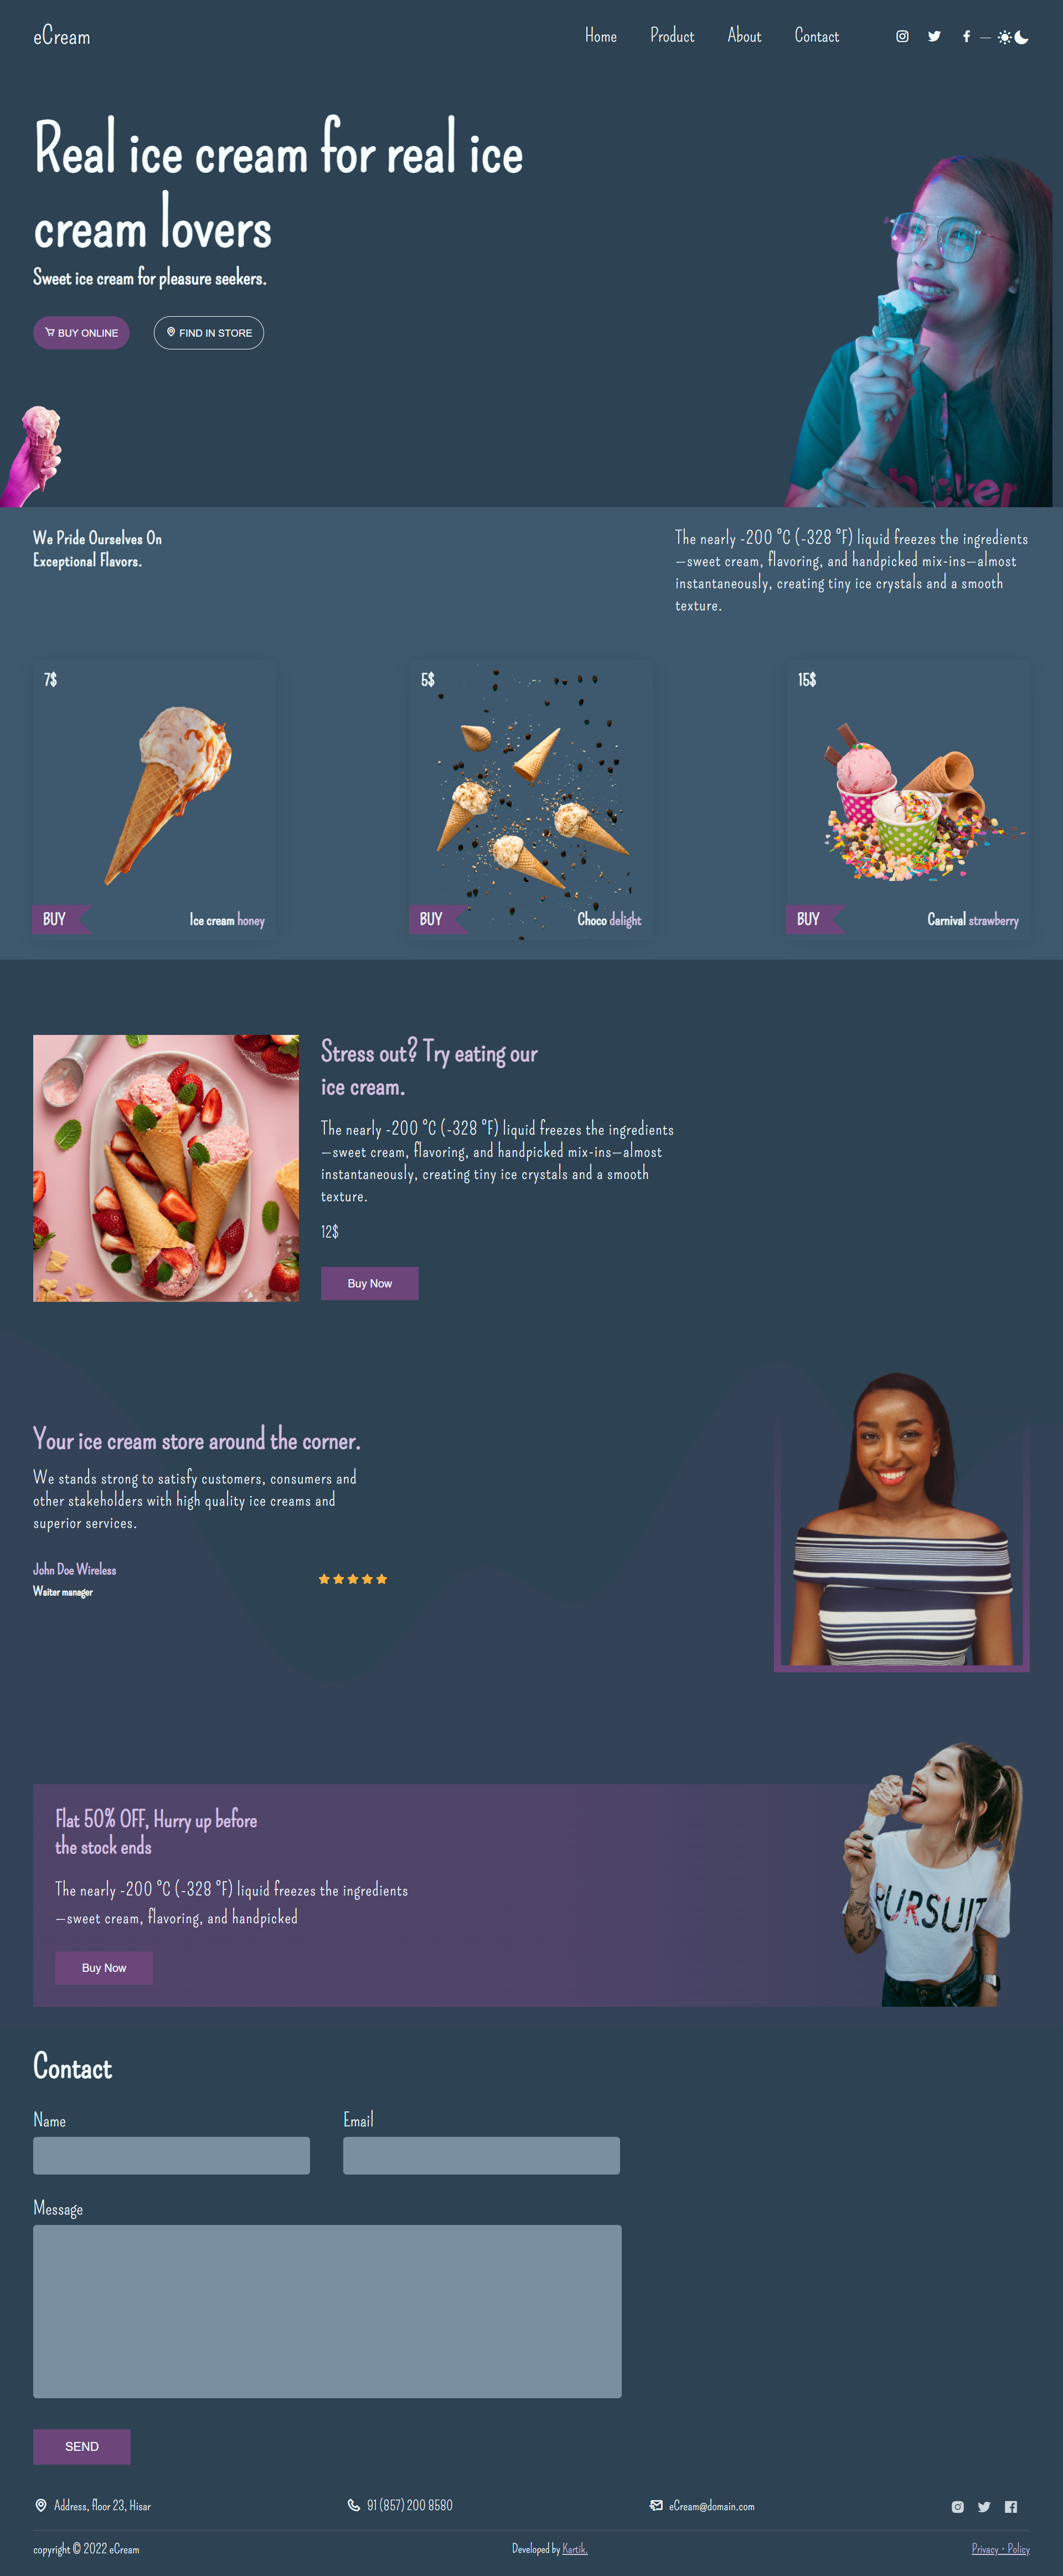 eCream
Home Product About Contact
Real ice cream for real ice
cream lovers
Sweet ice cream for pleasure seekers.
BUY ONLINE FIND IN STORE
We Pride Ourselves On
Exceptional Flavors.
The nearly -200 °C (-328 °F) liquid freezes the ingredients
—sweet cream, flavoring, and handpicked mix-ins—almost
instantaneously, creating tiny ice crystals and a smooth
texture.
7$
BUY Ice cream honey
5$
BUY Choco delight
15$
BUY Carnival strawberry
Stress out? Try eating our
ice cream.
The nearly -200 °C (-328 °F) liquid freezes the ingredients
—sweet cream, flavoring, and handpicked mix-ins—almost
instantaneously, creating tiny ice crystals and a smooth
texture.
12$
Buy Now
Your ice cream store around the corner.
We stands strong to satisfy customers, consumers and
other stakeholders with high quality ice creams and
superior services.
John Doe Wireless
Waiter manager
Flat 50% OFF, Hurry up before
the stock ends
The nearly -200 °C (-328 °F) liquid freezes the ingredients
—sweet cream, flavoring, and handpicked
Buy Now
PURSUIT
Contact
Name Email
Message
SEND
Address, floor 23, Hisar 91 (857) 200 8580 eCream@domain.com
copyright © 2022 eCream Developed by Kartik. Privacy - Policy